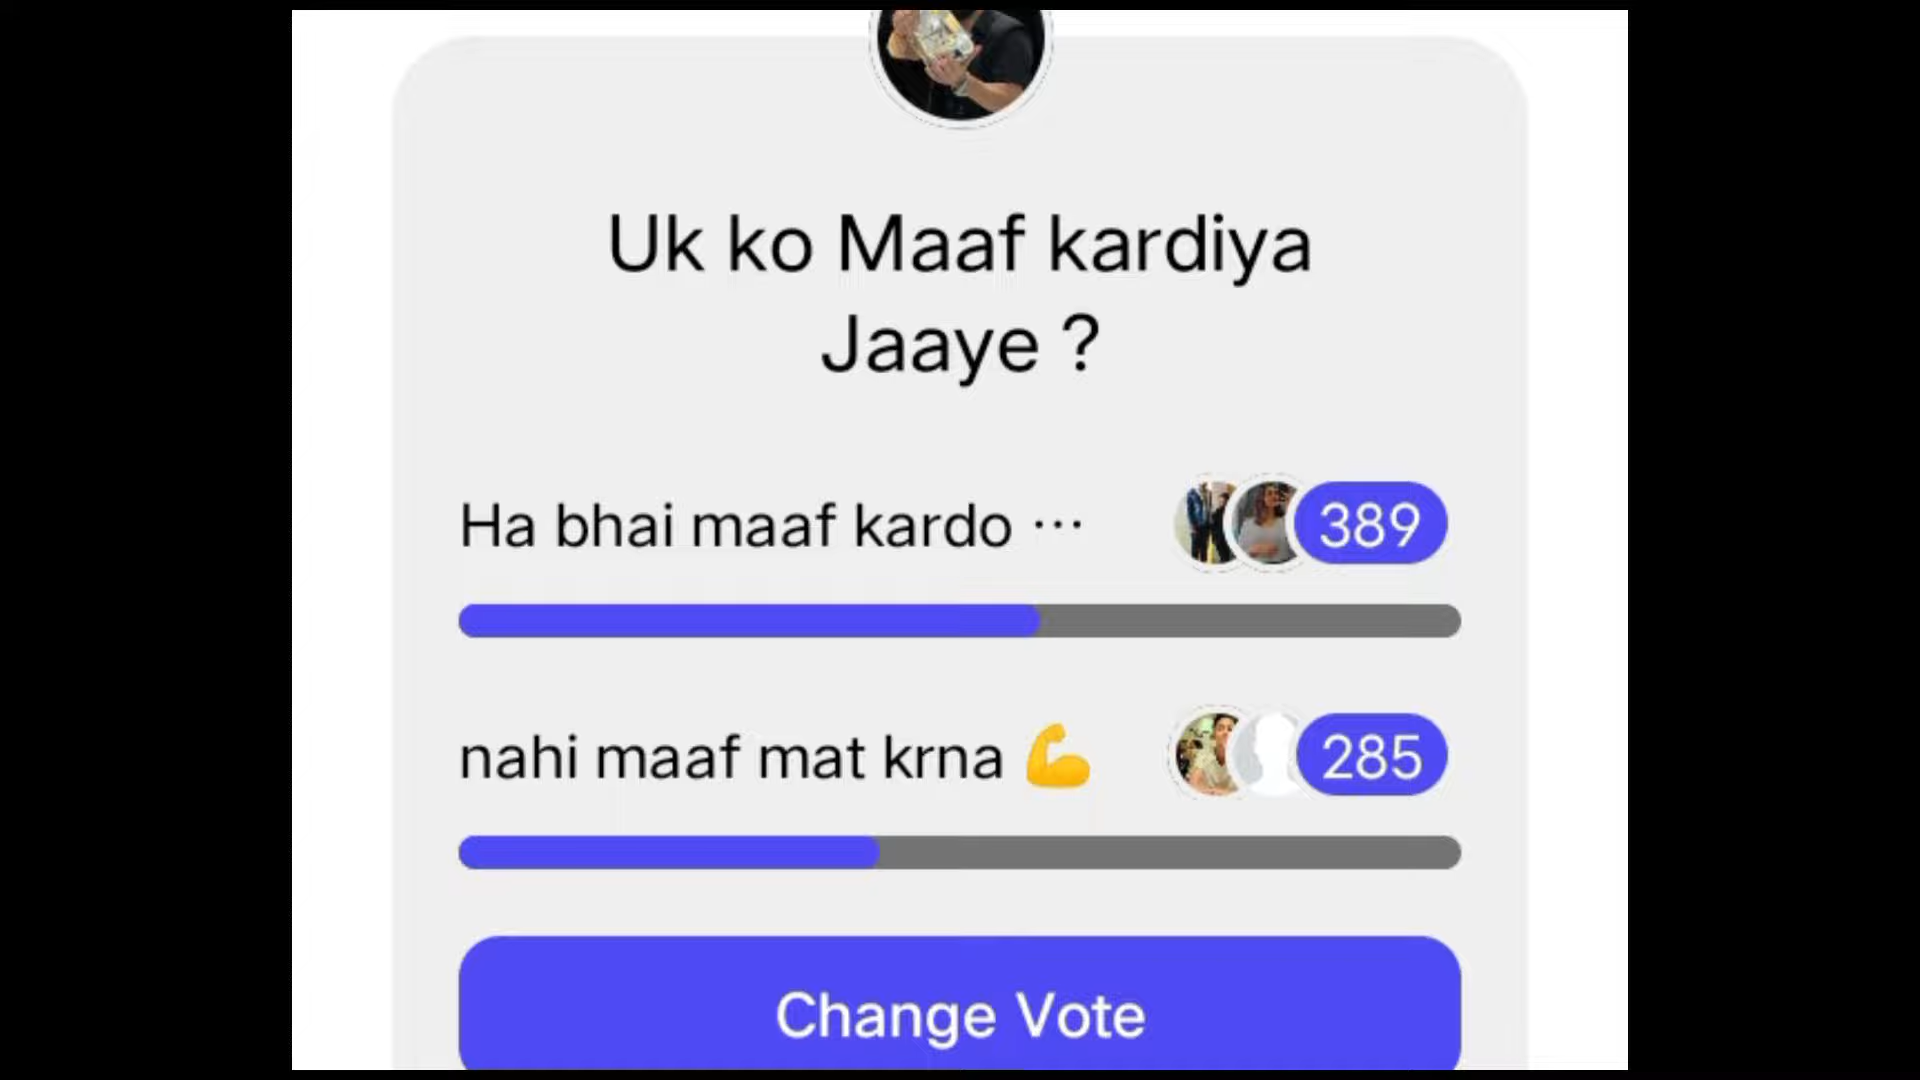 Uk ko Maaf kardiya
Jaaye ?
Ha bhai maaf kardo ...
389
nahi maaf mat krna 💪
285
Change Vote